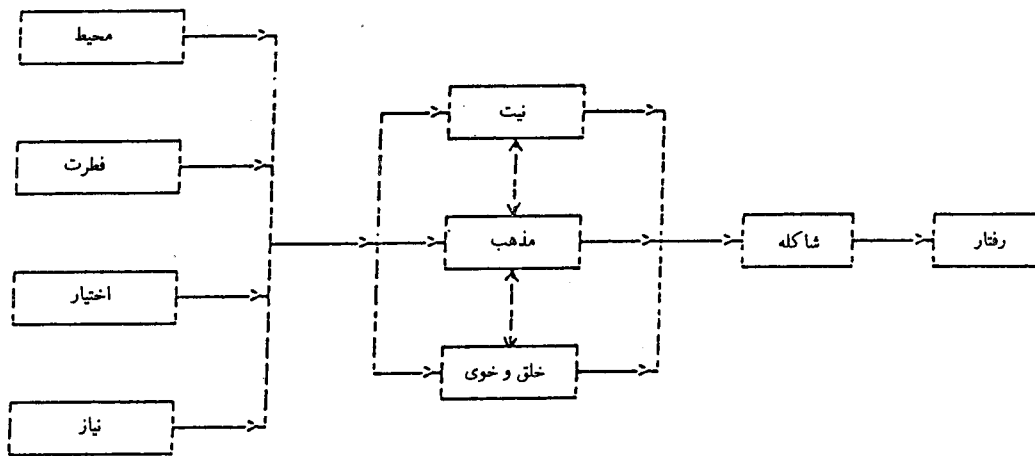 محیط
فطرت
اختیار
نیاز
نیت
مذهب
خلق و خوی
شاکله
رفتار